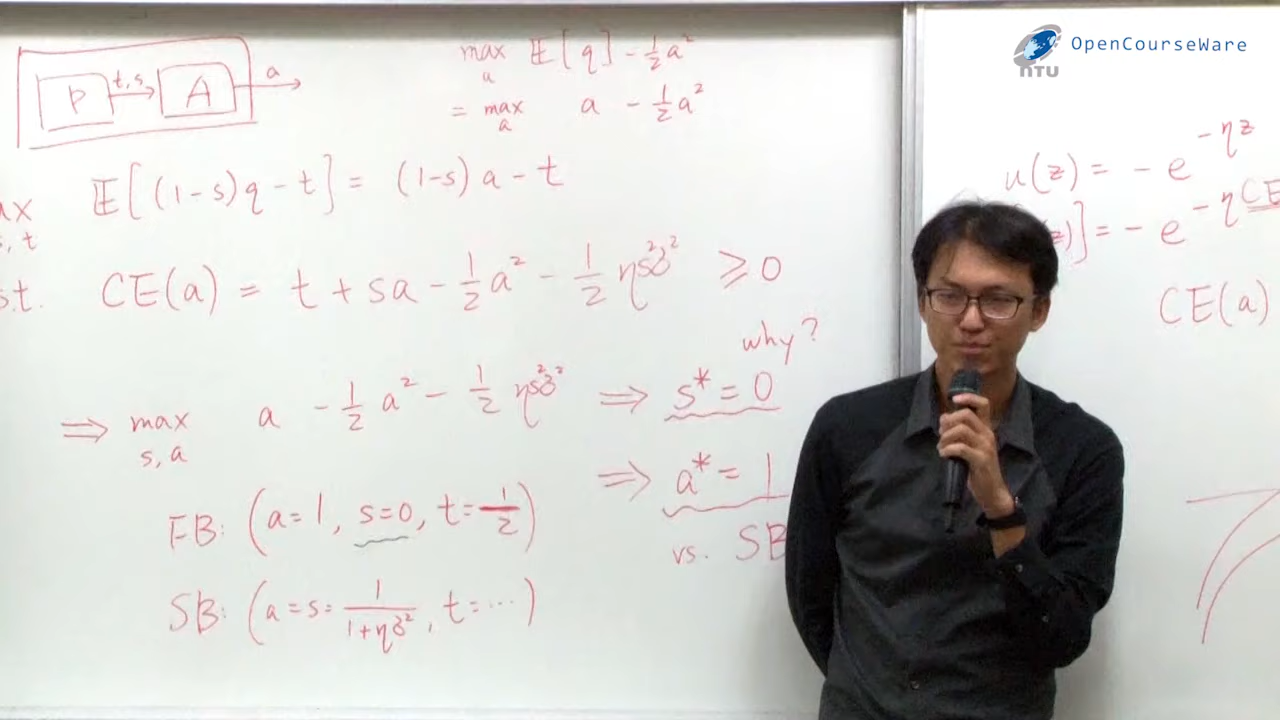 P t, s A a
max E[q] - 1/2 a²
a
= max a - 1/2 a²
a
E[(1-s)q - t] = (1-s)a - t
s, t
s.t. CE(a) = t + sa - 1/2 a² - 1/2 ηs²σ² ≥ 0
why?
⇒ max a - 1/2 a² - 1/2 ηs²σ² ⇒ s* = 0
s, a
⇒ a* = 1
FB: (a=1, s=0, t=1/2)
vs. SB
SB: (a=s=1/(1+ησ²), t=...)
NTU OpenCourseWare
u(z) = - e^(-ηz)
] = - e^(-ηCE
CE(a)